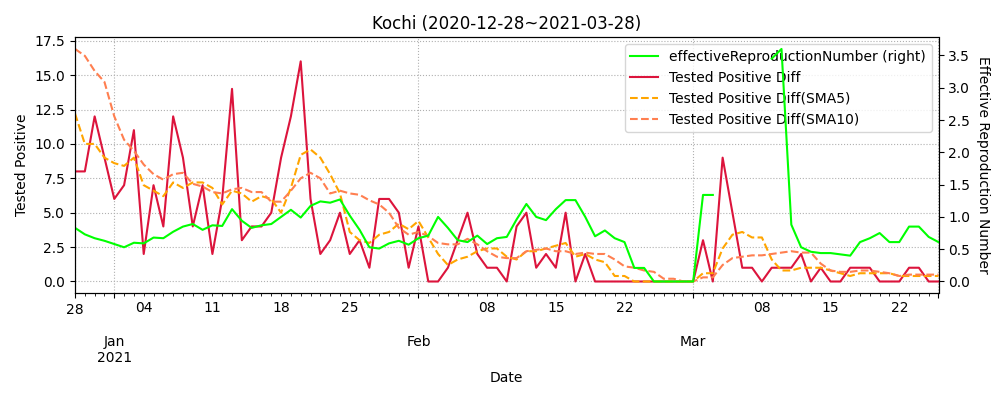 Kochi (2020-12-28~2021-03-28)
effectiveReproductionNumber (right)
Tested Positive Diff
Tested Positive Diff(SMA5)
Tested Positive Diff(SMA10)
Tested Positive
17.5
15.0
12.5
10.0
7.5
5.0
2.5
0.0
Effective Reproduction Number
3.5
3.0
2.5
2.0
1.5
1.0
0.5
0.0
28 04 11 18 25 08 15 22 08 15 22
Jan Feb Mar
2021
Date